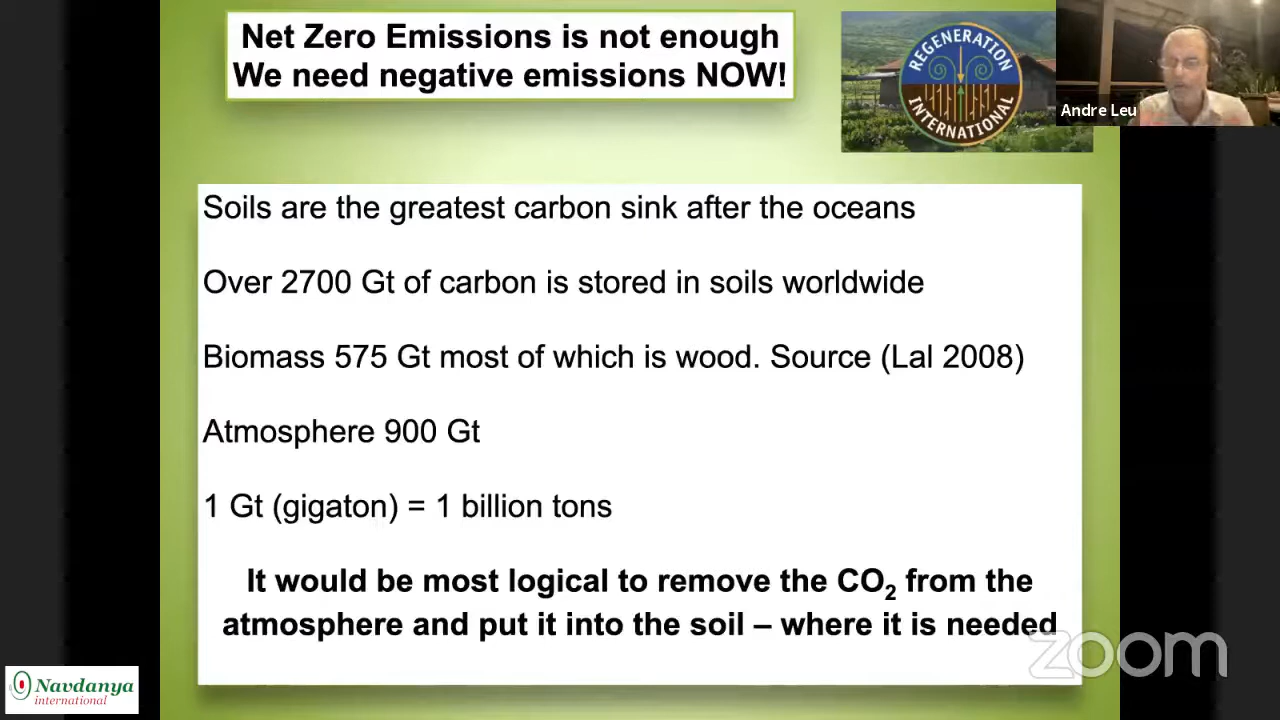 Net Zero Emissions is not enough
We need negative emissions NOW!
REGENERATION
INTERNATIONAL
Andre Leu
Soils are the greatest carbon sink after the oceans
Over 2700 Gt of carbon is stored in soils worldwide
Biomass 575 Gt most of which is wood. Source (Lal 2008)
Atmosphere 900 Gt
1 Gt (gigaton) = 1 billion tons
It would be most logical to remove the CO₂ from the
atmosphere and put it into the soil – where it is needed
zoom
Navdanya
international